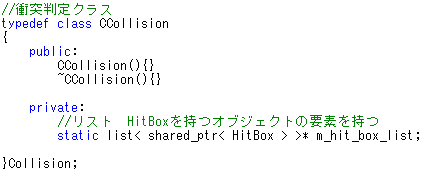 //衝突判定クラス
typedef class CCollision
{
public:
CCollision(){}
~CCollision(){}
private:
//リスト　HitBoxを持つオブジェクトの要素を持つ
static list< shared_ptr< HitBox > >* m_hit_box_list;
}Collision;